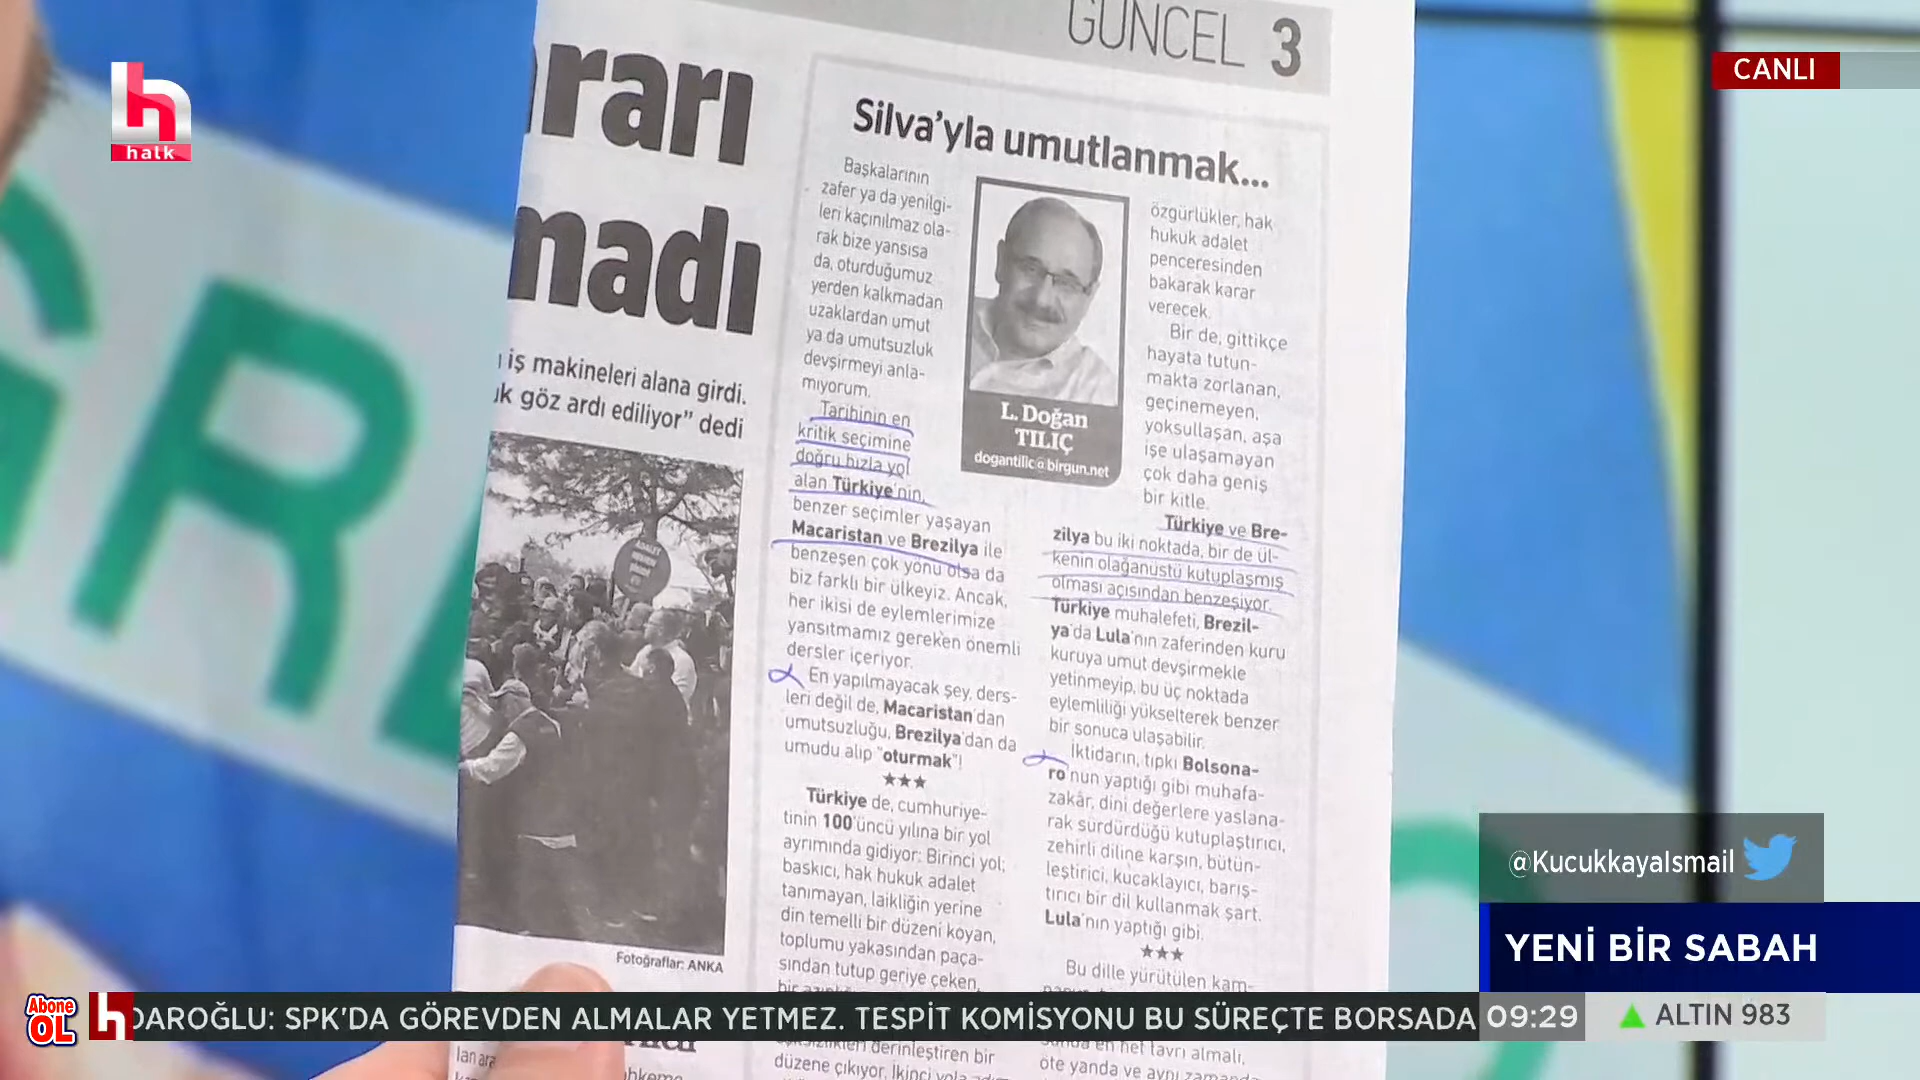 halk
CANLI
GÜNCEL 3
rarı
madı
iş makineleri alana girdi.
göz ardı ediliyor” dedi
Fotoğraflar: ANKA
Silva’yla umutlanmak...
Başkalarının
zafer ya da yenilgi-
leri kaçınılmaz ola-
rak bize yansısa
da, oturduğumuz
yerden kalkmadan
uzaklardan umut
ya da umutsuzluk
devşirmeyi anla-
mıyorum.
Tarihinin en
kritik seçimine
doğru hızla yol
alan Türkiye’nin,
benzer seçimler yaşayan
Macaristan ve Brezilya ile
benzeşen çok yönü olsa da
biz farklı bir ülkeyiz. Ancak,
her ikisi de eylemlerimize
yansıtmamız gereken önemli
dersler içeriyor.
En yapılmayacak şey, ders-
leri değil de, Macaristan’dan
umutsuzluğu, Brezilya’dan da
umudu alıp “oturmak”!
★★★
Türkiye de, cumhuriye-
tinin 100’üncü yılına bir yol
ayrımında gidiyor: Birinci yol;
baskıcı, hak hukuk adalet
tanımayan, laikliğin yerine
din temelli bir düzeni koyan,
toplumu yakasından paça-
sından tutup geriye çeken,
derinleştiren bir
düzene çıkıyor. İkinci yola
L. Doğan
TILIÇ
dogantilic@birgun.net
özgürlükler, hak
hukuk adalet
penceresinden
bakarak karar
verecek.
Bir de, gittikçe
hayata tutun-
makta zorlanan,
geçinemeyen,
yoksullaşan, aşa
işe ulaşamayan
çok daha geniş
bir kitle.
Türkiye ve Bre-
zilya bu iki noktada, bir de ül-
kenin olağanüstü kutuplaşmış
olması açısından benzeşiyor.
Türkiye muhalefeti, Brezil-
ya’da Lula’nın zaferinden kuru
kuruya umut devşirmekle
yetinmeyip, bu üç noktada
eylemliliği yükselterek benzer
bir sonuca ulaşabilir.
İktidarın, tıpkı Bolsona-
ro’nun yaptığı gibi muhafa-
zakâr, dini değerlere yaslana-
rak sürdürdüğü kutuplaştırıcı,
zehirli diline karşın, bütün-
leştirici, kucaklayıcı, barış-
tırıcı bir dil kullanmak şart.
Lula’nın yaptığı gibi.
★★★
Bu dille yürütülen kam-
en net tavrı almalı,
öte yanda ve aynı zamanda
@KucukkayaIsmail
YENİ BİR SABAH
Abone
OL
DAROĞLU: SPK'DA GÖREVDEN ALMALAR YETMEZ. TESPİT KOMİSYONU BU SÜREÇTE BORSADA
09:29
ALTIN 983